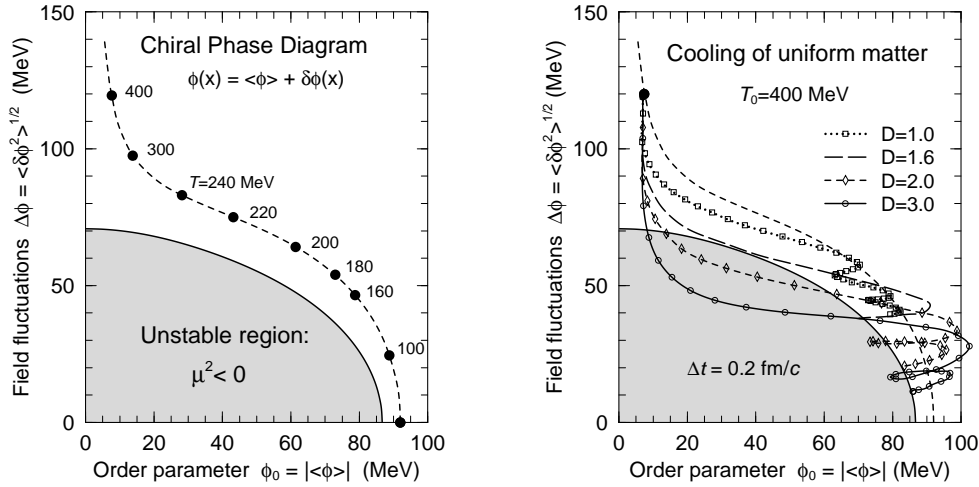 Chiral Phase Diagram
ϕ(x) = <ϕ> + δϕ(x)
400
300
T=240 MeV
220
200
180
160
100
Unstable region:
μ² < 0
150
100
50
0
0 20 40 60 80 100
Order parameter ϕ₀ = |<ϕ>| (MeV)
Field fluctuations Δϕ = <δϕ²>^1/2 (MeV)
Cooling of uniform matter
T₀=400 MeV
D=1.0
D=1.6
D=2.0
D=3.0
Δt = 0.2 fm/c
150
100
50
0
0 20 40 60 80 100
Order parameter ϕ₀ = |<ϕ>| (MeV)
Field fluctuations Δϕ = <δϕ²>^1/2 (MeV)